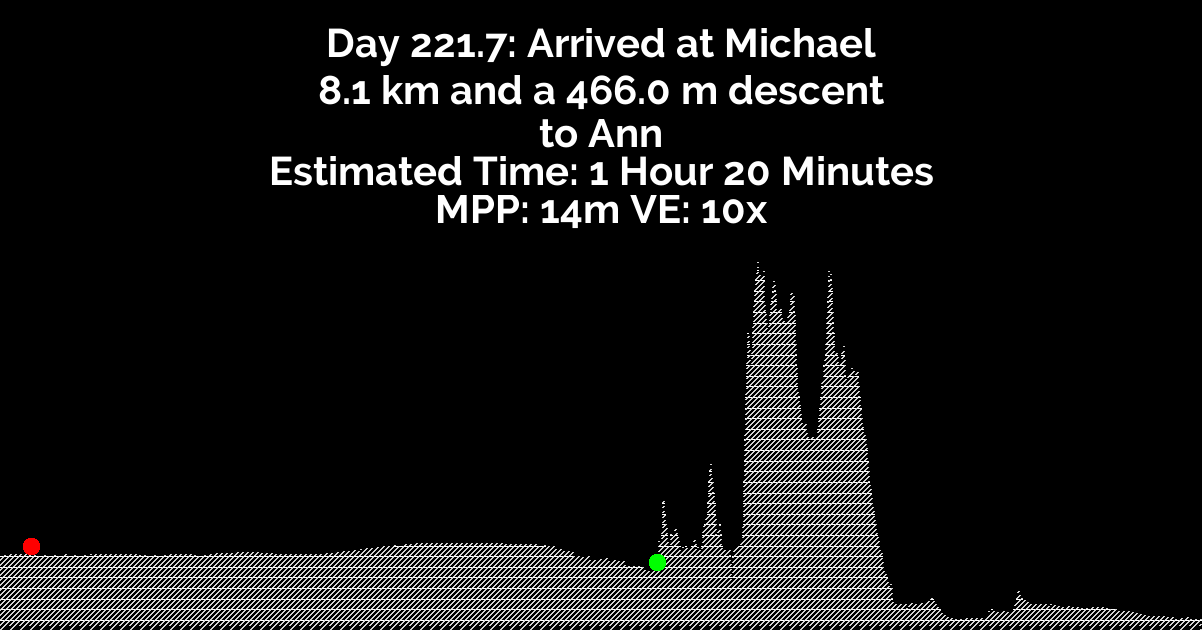 Day 221.7: Arrived at Michael
8.1 km and a 466.0 m descent
to Ann
Estimated Time: 1 Hour 20 Minutes
MPP: 14m VE: 10x